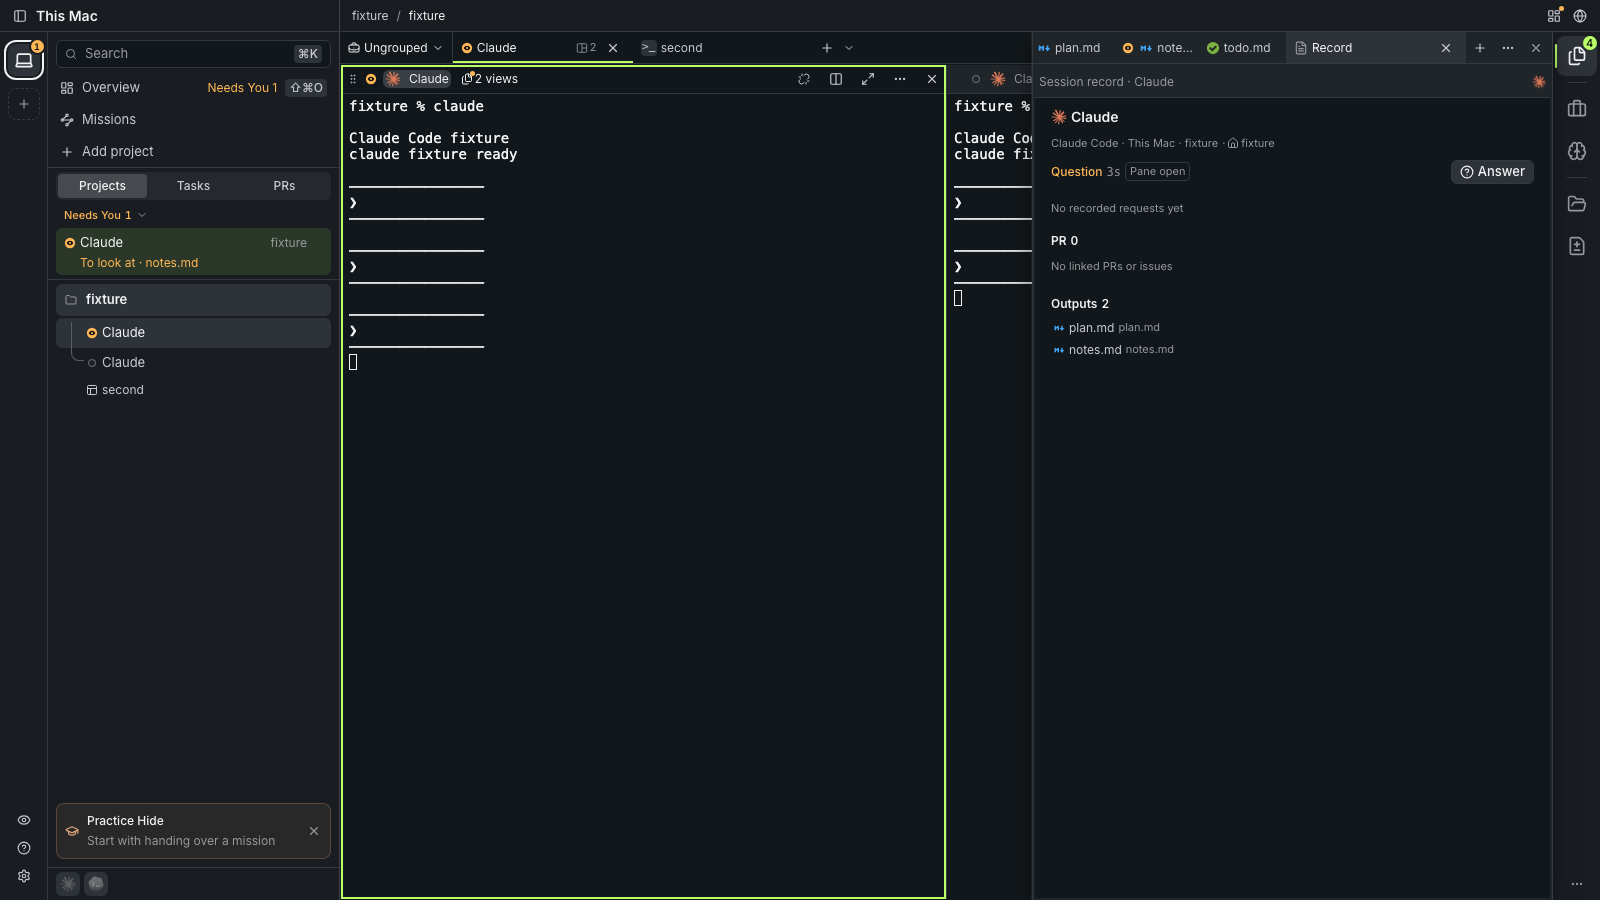 This Mac
fixture / fixture
1
Search ⌘K
Overview Needs You 1 ⇧⌘O
Missions
Add project
Projects Tasks PRs
Needs You 1
Claude fixture
To look at · notes.md
fixture
Claude
Claude
second
Practice Hide
Start with handing over a mission
Ungrouped
Claude 2
>_ second
Claude 2 views
fixture % claude
Claude Code fixture
claude fixture ready
❯
❯
❯
Cla
fixture %
Claude Co
claude fi
❯
❯
plan.md
note...
todo.md
Record
4
Session record · Claude
Claude
Claude Code · This Mac · fixture · fixture
Question 3s Pane open
Answer
No recorded requests yet
PR 0
No linked PRs or issues
Outputs 2
plan.md plan.md
notes.md notes.md